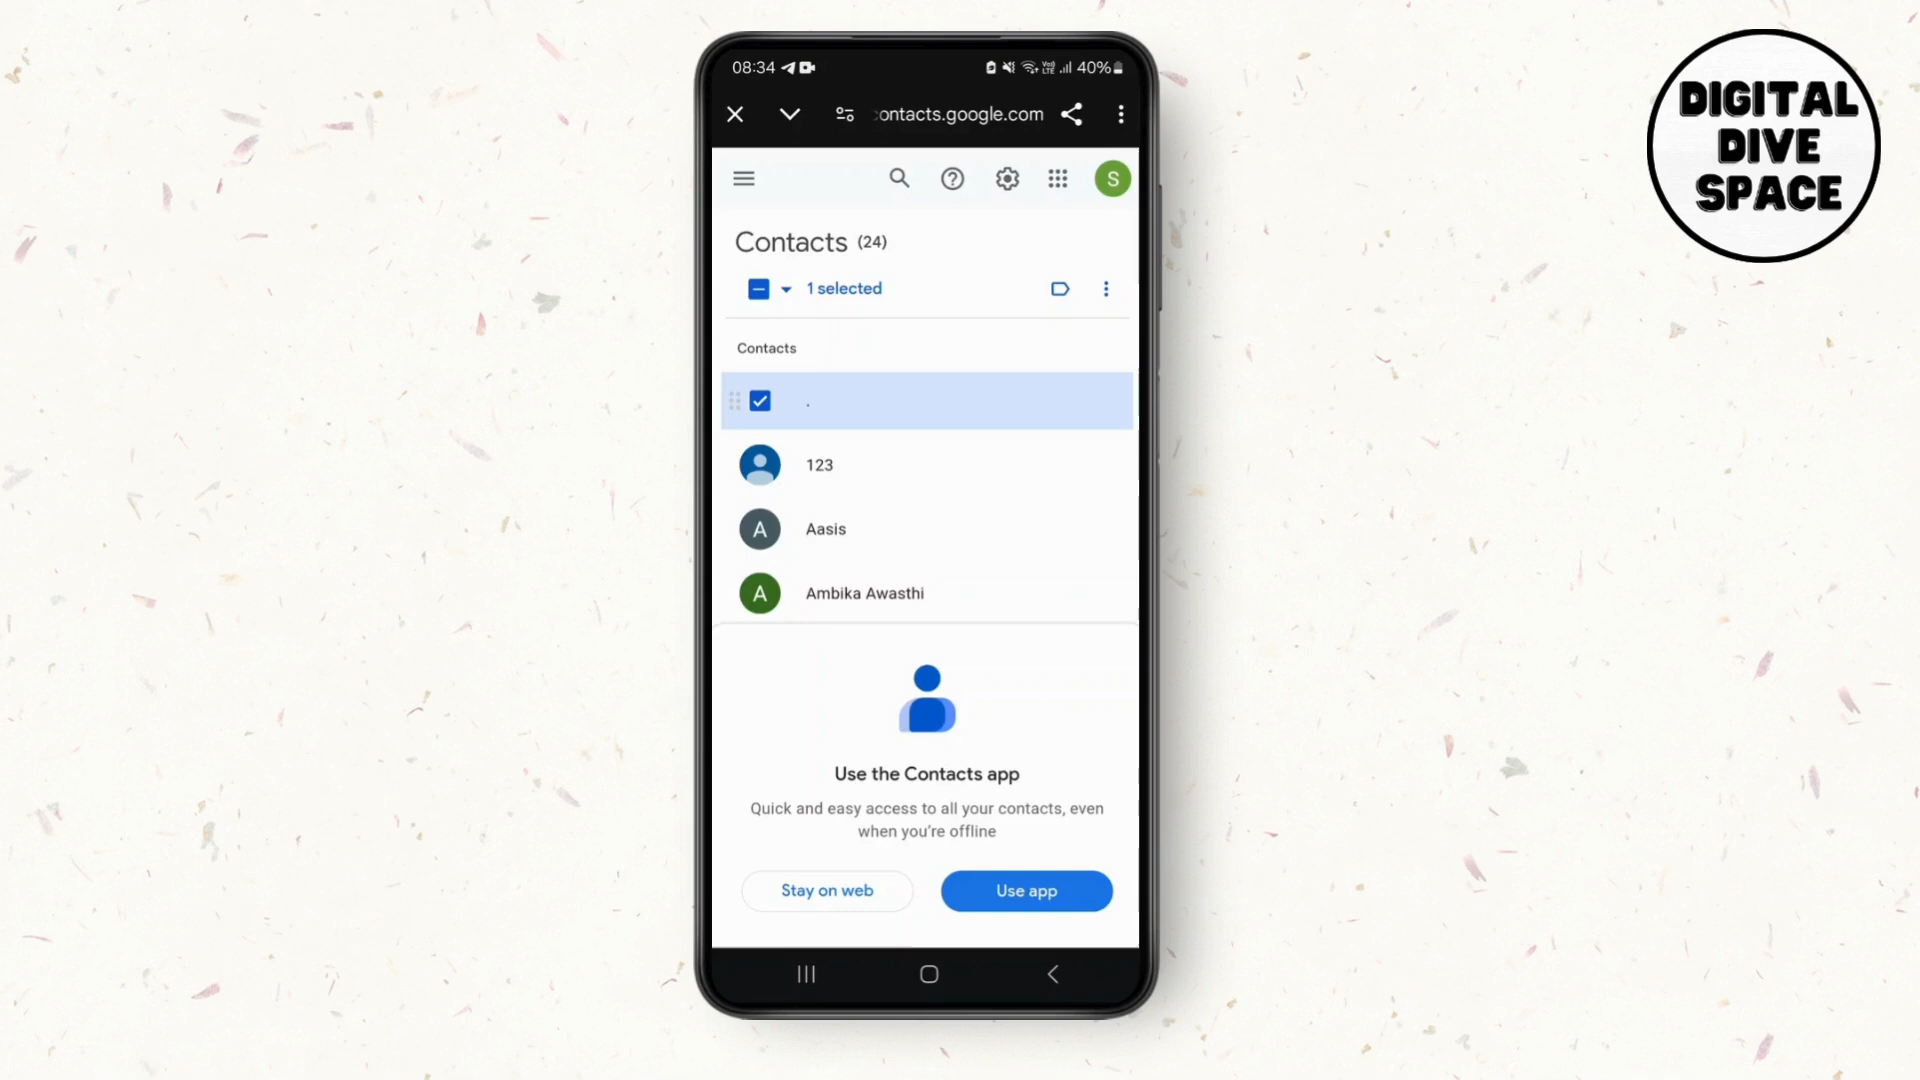 08:34
40%
ontacts.google.com
S
Contacts (24)
1 selected
Contacts
.
123
A Aasis
A Ambika Awasthi
Use the Contacts app
Quick and easy access to all your contacts, even
when you're offline
Stay on web
Use app
DIGITAL
DIVE
SPACE